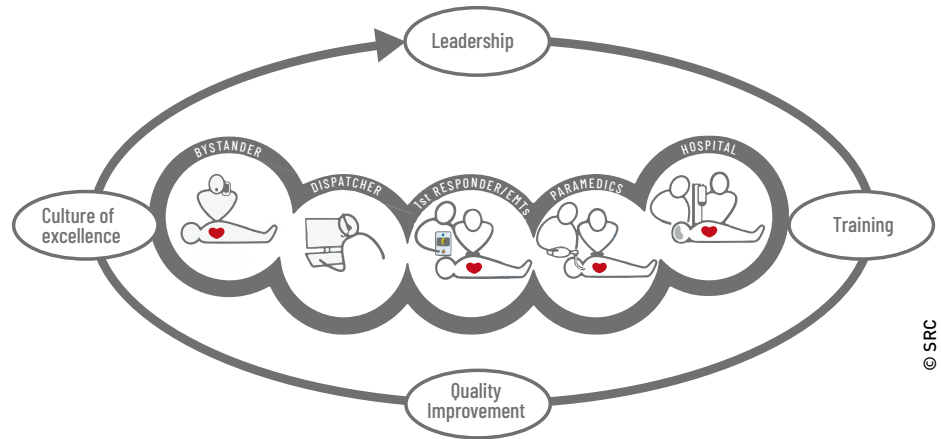 Leadership
BYSTANDER
DISPATCHER
1st RESPONDER/EMTs
PARAMEDICS
HOSPITAL
Culture of
excellence
Training
Quality
Improvement
© SRC